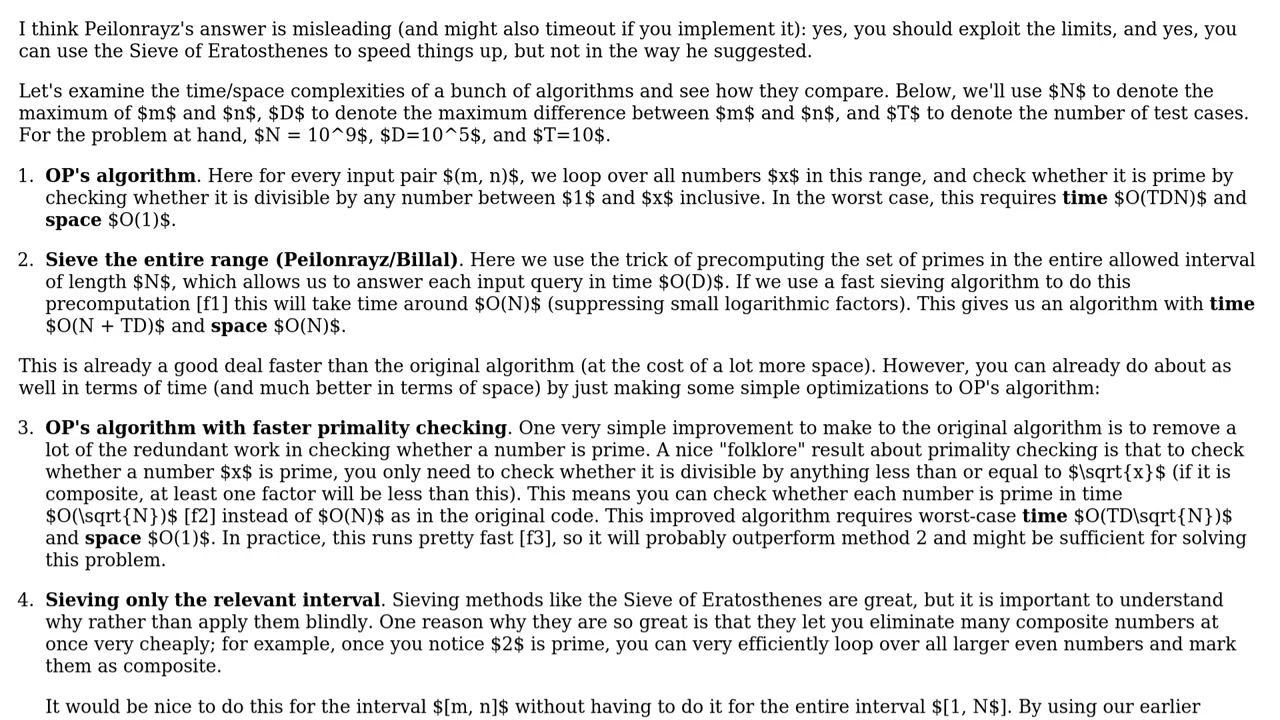 I think Peilonrayz's answer is misleading (and might also timeout if you implement it): yes, you should exploit the limits, and yes, you
can use the Sieve of Eratosthenes to speed things up, but not in the way he suggested.
Let's examine the time/space complexities of a bunch of algorithms and see how they compare. Below, we'll use $N$ to denote the
maximum of $m$ and $n$, $D$ to denote the maximum difference between $m$ and $n$, and $T$ to denote the number of test cases.
For the problem at hand, $N = 10^9$, $D=10^5$, and $T=10$.
1. OP's algorithm. Here for every input pair $(m, n)$, we loop over all numbers $x$ in this range, and check whether it is prime by
checking whether it is divisible by any number between $1$ and $x$ inclusive. In the worst case, this requires time $O(TDN)$ and
space $O(1)$.
2. Sieve the entire range (Peilonrayz/Billal). Here we use the trick of precomputing the set of primes in the entire allowed interval
of length $N$, which allows us to answer each input query in time $O(D)$. If we use a fast sieving algorithm to do this
precomputation [f1] this will take time around $O(N)$ (suppressing small logarithmic factors). This gives us an algorithm with time
$O(N + TD)$ and space $O(N)$.
This is already a good deal faster than the original algorithm (at the cost of a lot more space). However, you can already do about as
well in terms of time (and much better in terms of space) by just making some simple optimizations to OP's algorithm:
3. OP's algorithm with faster primality checking. One very simple improvement to make to the original algorithm is to remove a
lot of the redundant work in checking whether a number is prime. A nice "folklore" result about primality checking is that to check
whether a number $x$ is prime, you only need to check whether it is divisible by anything less than or equal to $\sqrt{x}$ (if it is
composite, at least one factor will be less than this). This means you can check whether each number is prime in time
$O(\sqrt{N})$ [f2] instead of $O(N)$ as in the original code. This improved algorithm requires worst-case time $O(TD\sqrt{N})$
and space $O(1)$. In practice, this runs pretty fast [f3], so it will probably outperform method 2 and might be sufficient for solving
this problem.
4. Sieving only the relevant interval. Sieving methods like the Sieve of Eratosthenes are great, but it is important to understand
why rather than apply them blindly. One reason why they are so great is that they let you eliminate many composite numbers at
once very cheaply; for example, once you notice $2$ is prime, you can very efficiently loop over all larger even numbers and mark
them as composite.
It would be nice to do this for the interval $[m, n]$ without having to do it for the entire interval $[1, N$]. By using our earlier